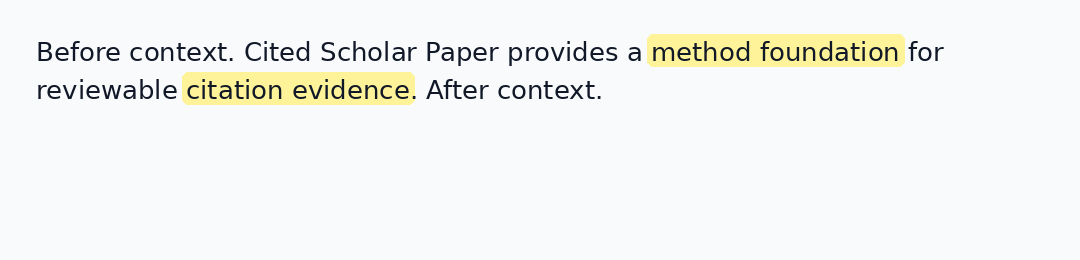 Before context. Cited Scholar Paper provides a method foundation for
reviewable citation evidence. After context.